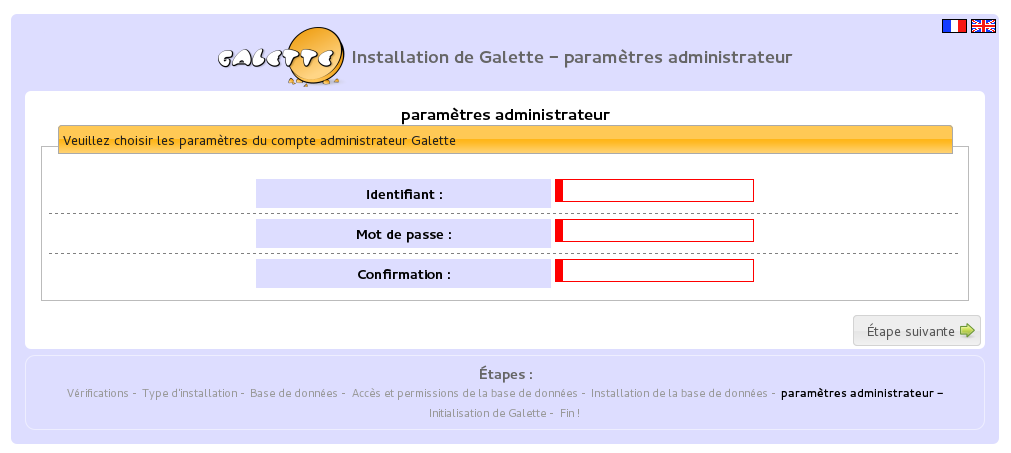 GALETTE
Installation de Galette - paramètres administrateur
paramètres administrateur
Veuillez choisir les paramètres du compte administrateur Galette
Identifiant :
Mot de passe :
Confirmation :
Étape suivante
Étapes :
Vérifications - Type d'installation - Base de données - Accès et permissions de la base de données - Installation de la base de données - paramètres administrateur -
Initialisation de Galette - Fin !